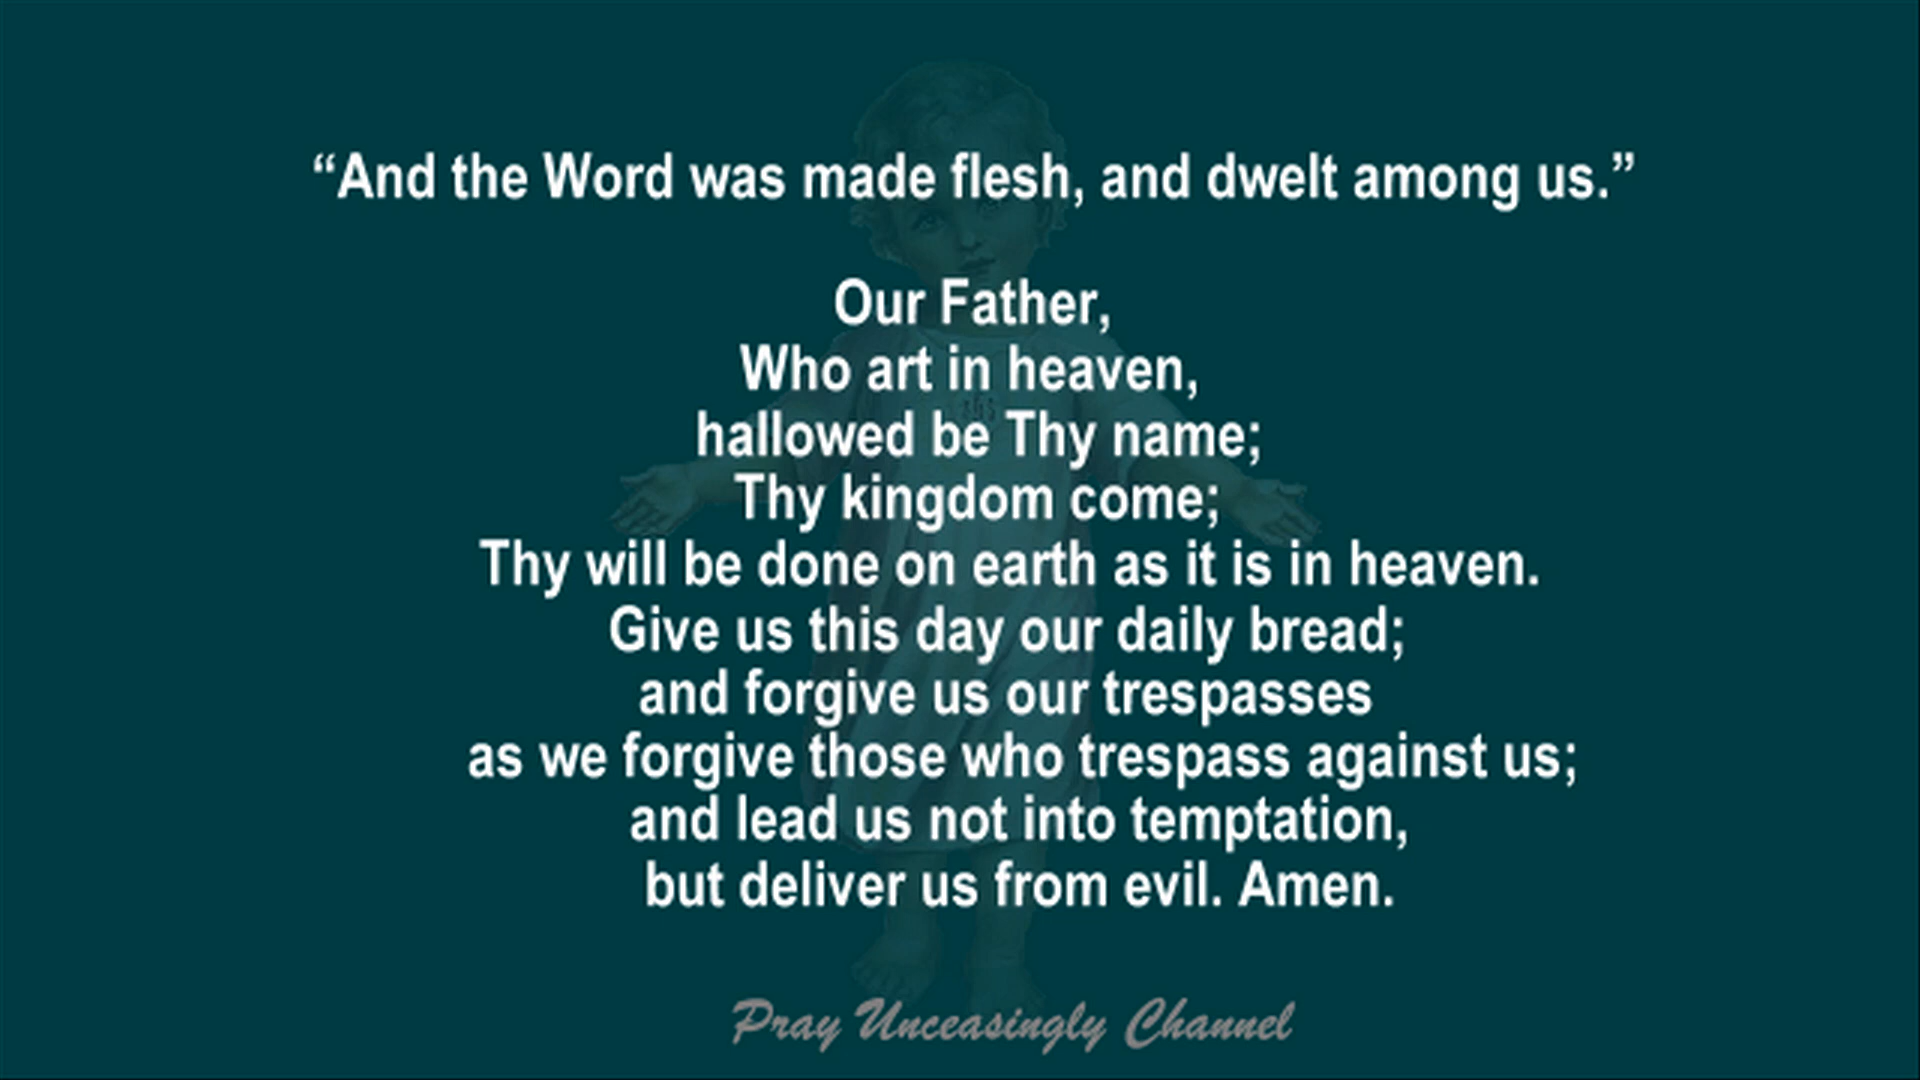 “And the Word was made flesh, and dwelt among us.”
Our Father,
Who art in heaven,
hallowed be Thy name;
Thy kingdom come;
Thy will be done on earth as it is in heaven.
Give us this day our daily bread;
and forgive us our trespasses
as we forgive those who trespass against us;
and lead us not into temptation,
but deliver us from evil. Amen.
Pray Unceasingly Channel